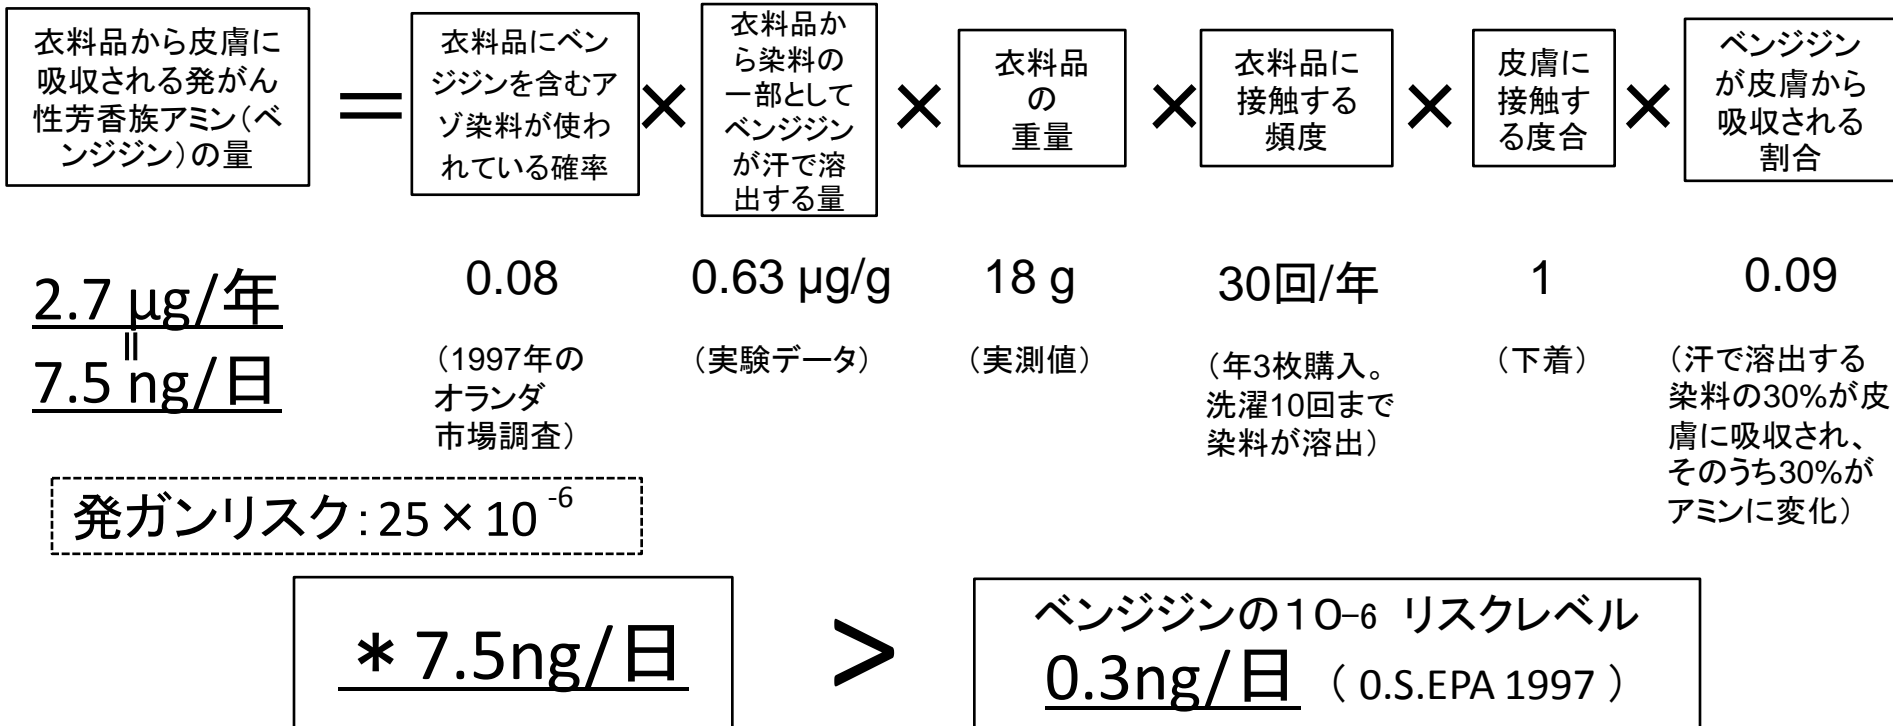 衣料品から皮膚に
吸収される発がん
性芳香族アミン（ベ
ンジジン）の量
＝
衣料品にベン
ジジンを含むア
ゾ染料が使わ
れている確率
×
衣料品か
ら染料の
一部として
ベンジジン
が汗で溶
出する量
×
衣料品
の
重量
×
衣料品に
接触する
頻度
×
皮膚に
接触す
る度合
×
ベンジジン
が皮膚から
吸収される
割合
2.7 μg/年
=
7.5 ng/日
0.08
（1997年の
オランダ
市場調査）
0.63 μg/g
（実験データ）
18 g
（実測値）
30回/年
（年3枚購入。
洗濯10回まで
染料が溶出）
1
（下着）
0.09
（汗で溶出する
染料の30%が皮
膚に吸収され、
そのうち30%が
アミンに変化）
発ガンリスク：25×10 -6
＊7.5ng/日
＞
ベンジジンの１０-6 リスクレベル
0.3ng/日 （ O.S.EPA 1997 ）